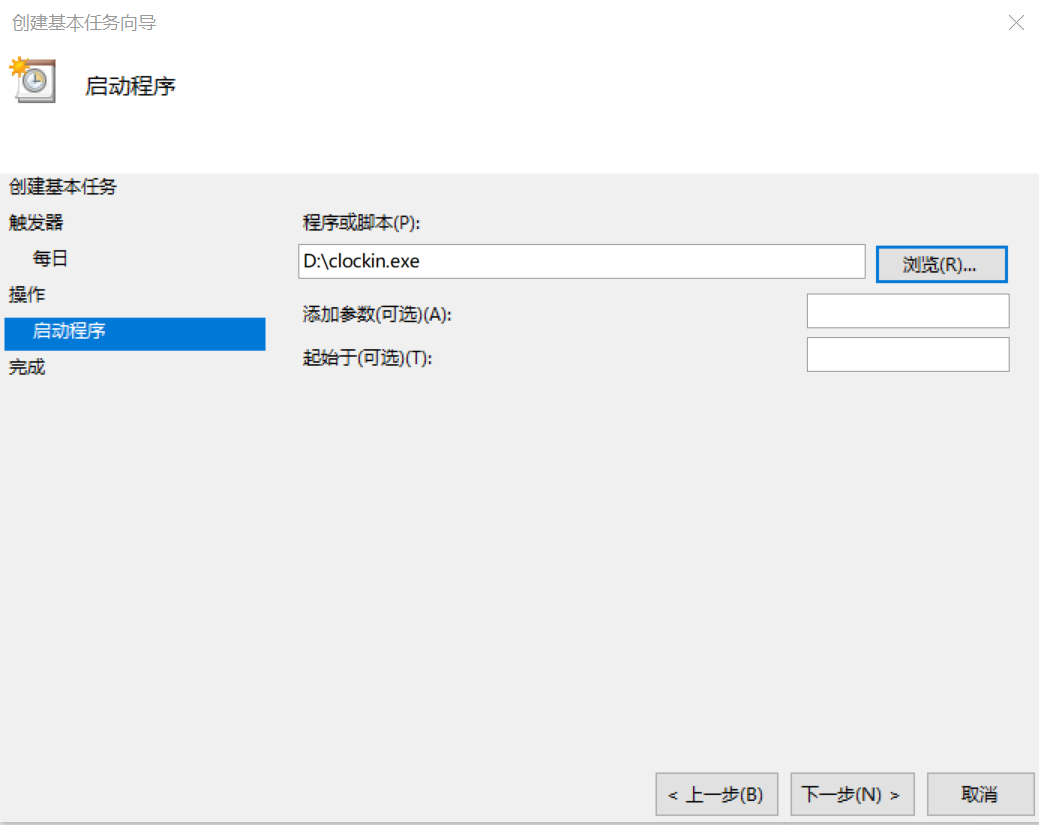 创建基本任务向导
启动程序
创建基本任务
触发器
每日
操作
启动程序
完成
程序或脚本(P):
D:\clockin.exe
浏览(R)...
添加参数(可选)(A):
起始于(可选)(T):
< 上一步(B)
下一步(N) >
取消